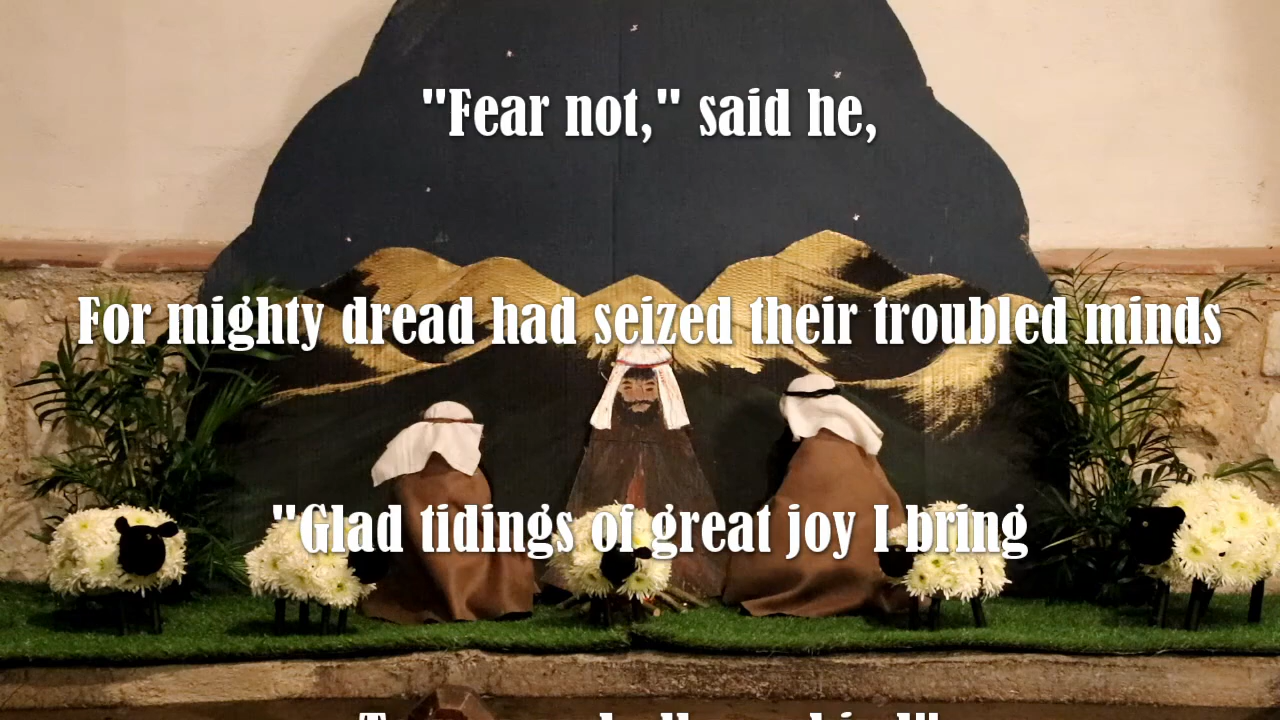 "Fear not," said he,
For mighty dread had seized their troubled minds
"Glad tidings of great joy I bring